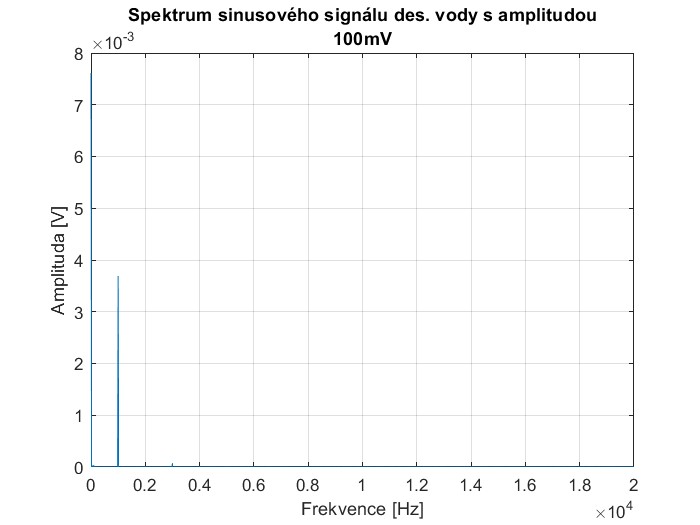 Spektrum sinusového signálu des. vody s amplitudou
100mV
×10-3
8
7
6
5
4
3
2
1
0
Amplituda [V]
0 0.2 0.4 0.6 0.8 1 1.2 1.4 1.6 1.8 2
Frekvence [Hz]
×104